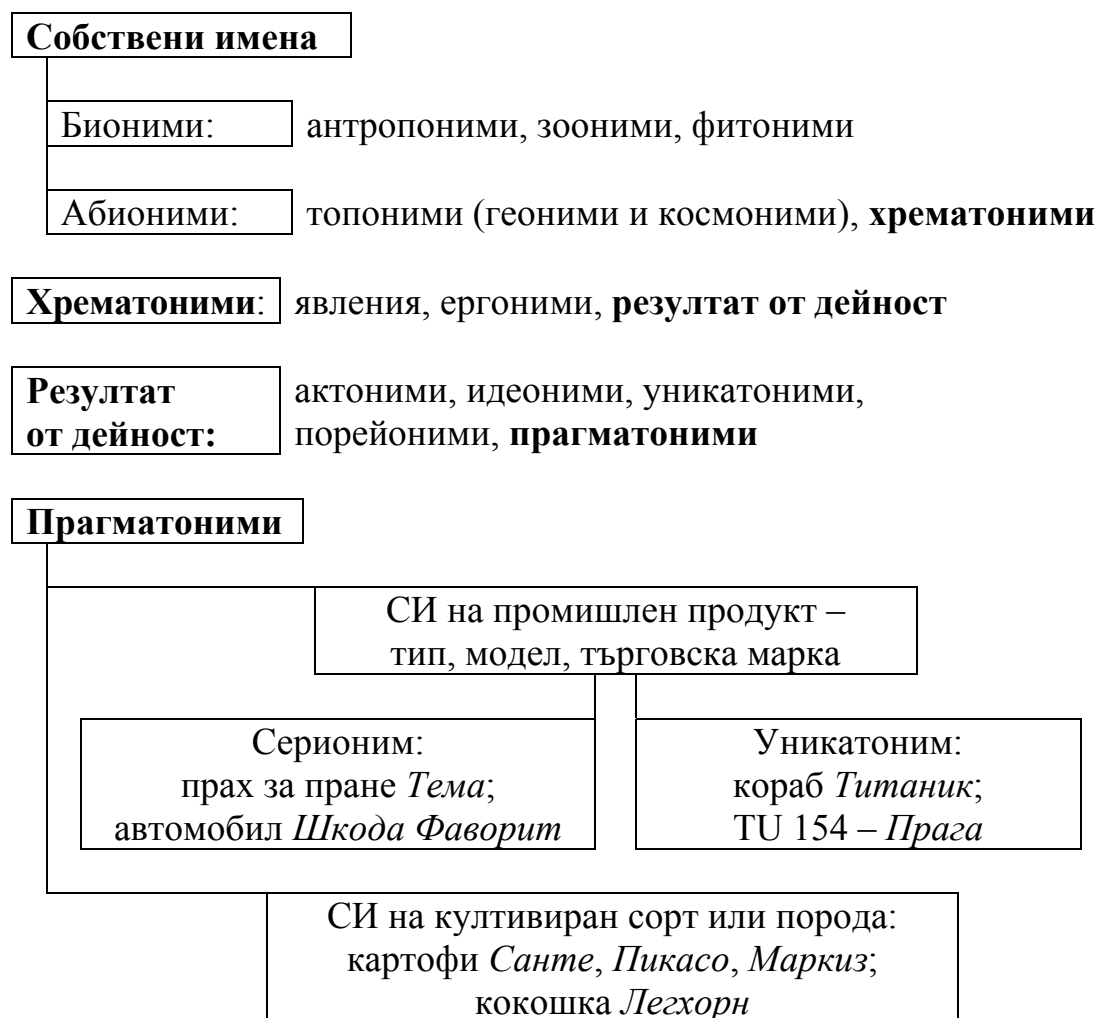 Собствени имена
Бионими: антропоними, зооними, фитоними
Абионими: топоними (геоними и космоними), хрематоними
Хрематоними: явления, ергоними, резултат от дейност
Резултат
от дейност:
актоними, идеоними, уникатоними,
порейоними, прагматоними
Прагматоними
СИ на промишлен продукт –
тип, модел, търговска марка
Серионим:
прах за пране Тема;
автомобил Шкода Фаворит
Уникатоним:
кораб Титаник;
TU 154 – Прага
СИ на култивиран сорт или порода:
картофи Санте, Пикасо, Маркиз;
кокошка Легхорн